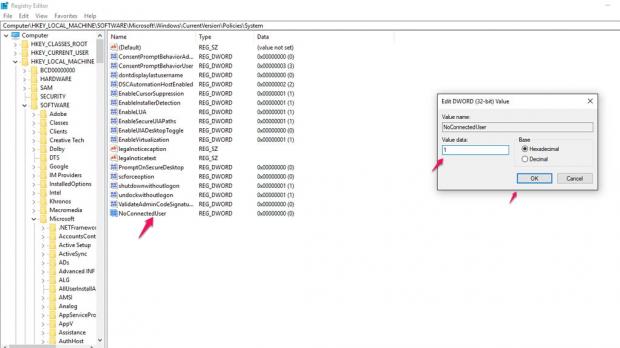 Registry Editor
File Edit View Favorites Help
Computer\HKEY_LOCAL_MACHINE\SOFTWARE\Microsoft\Windows\CurrentVersion\Policies\System
Computer
HKEY_CLASSES_ROOT
HKEY_CURRENT_USER
HKEY_LOCAL_MACHINE
BCD00000000
HARDWARE
SAM
SECURITY
SOFTWARE
Adobe
Classes
Clients
Creative Tech
Dolby
DTS
Google
IM Providers
InstalledOptions
Intel
Khronos
Macromedia
Microsoft
.NETFramewo
AccountsCont
Active Setup
ActiveSync
ADs
Advanced INF
ALG
AllUserInstallA
AMSI
Analog
AppServicePro
AppV
Assistance
AuthHost
Name Type Data
(Default) REG_SZ (value not set)
ConsentPromptBehaviorAd... REG_DWORD 0x00000000 (0)
ConsentPromptBehaviorUser REG_DWORD 0x00000003 (3)
dontdisplaylastusername REG_DWORD 0x00000000 (0)
DSCAutomationHostEnabled REG_DWORD 0x00000002 (2)
EnableCursorSuppression REG_DWORD 0x00000001 (1)
EnableInstallerDetection REG_DWORD 0x00000001 (1)
EnableLUA REG_DWORD 0x00000001 (1)
EnableSecureUIAPaths REG_DWORD 0x00000001 (1)
EnableUIADesktopToggle REG_DWORD 0x00000000 (0)
EnableVirtualization REG_DWORD 0x00000001 (1)
legalnoticecaption REG_SZ
legalnoticetext REG_SZ
PromptOnSecureDesktop REG_DWORD 0x00000000 (0)
scforceoption REG_DWORD 0x00000000 (0)
shutdownwithoutlogon REG_DWORD 0x00000001 (1)
undockwithoutlogon REG_DWORD 0x00000001 (1)
ValidateAdminCodeSignatu... REG_DWORD 0x00000000 (0)
NoConnectedUser REG_DWORD 0x00000000 (0)
Edit DWORD (32-bit) Value
Value name:
NoConnectedUser
Value data:
1
Base
Hexadecimal
Decimal
OK Cancel